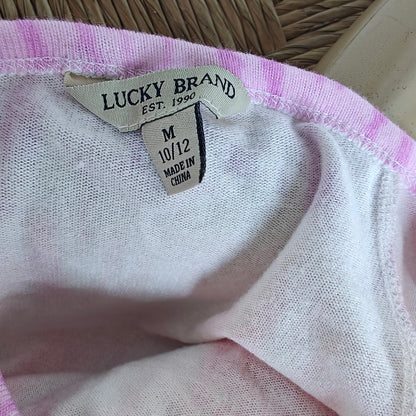 LUCKY BRAND
EST. 1990
M
10/12
MADE IN
CHINA